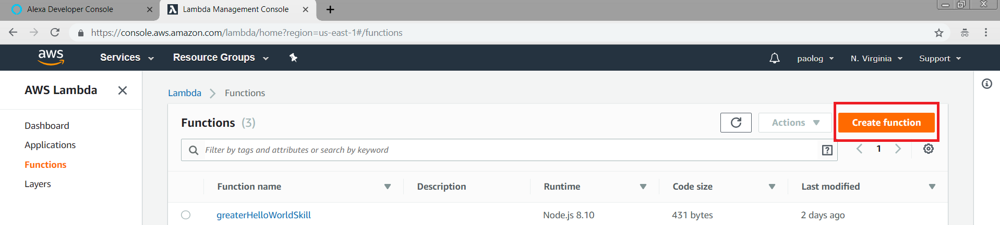 Alexa Developer Console
Lambda Management Console
https://console.aws.amazon.com/lambda/home?region=us-east-1#/functions
aws Services Resource Groups paolog N. Virginia Support
AWS Lambda
Dashboard
Applications
Functions
Layers
Lambda > Functions
Functions (3) Actions Create function
Filter by tags and attributes or search by keyword
1
Function name Description Runtime Code size Last modified
greaterHelloWorldSkill Node.js 8.10 431 bytes 2 days ago